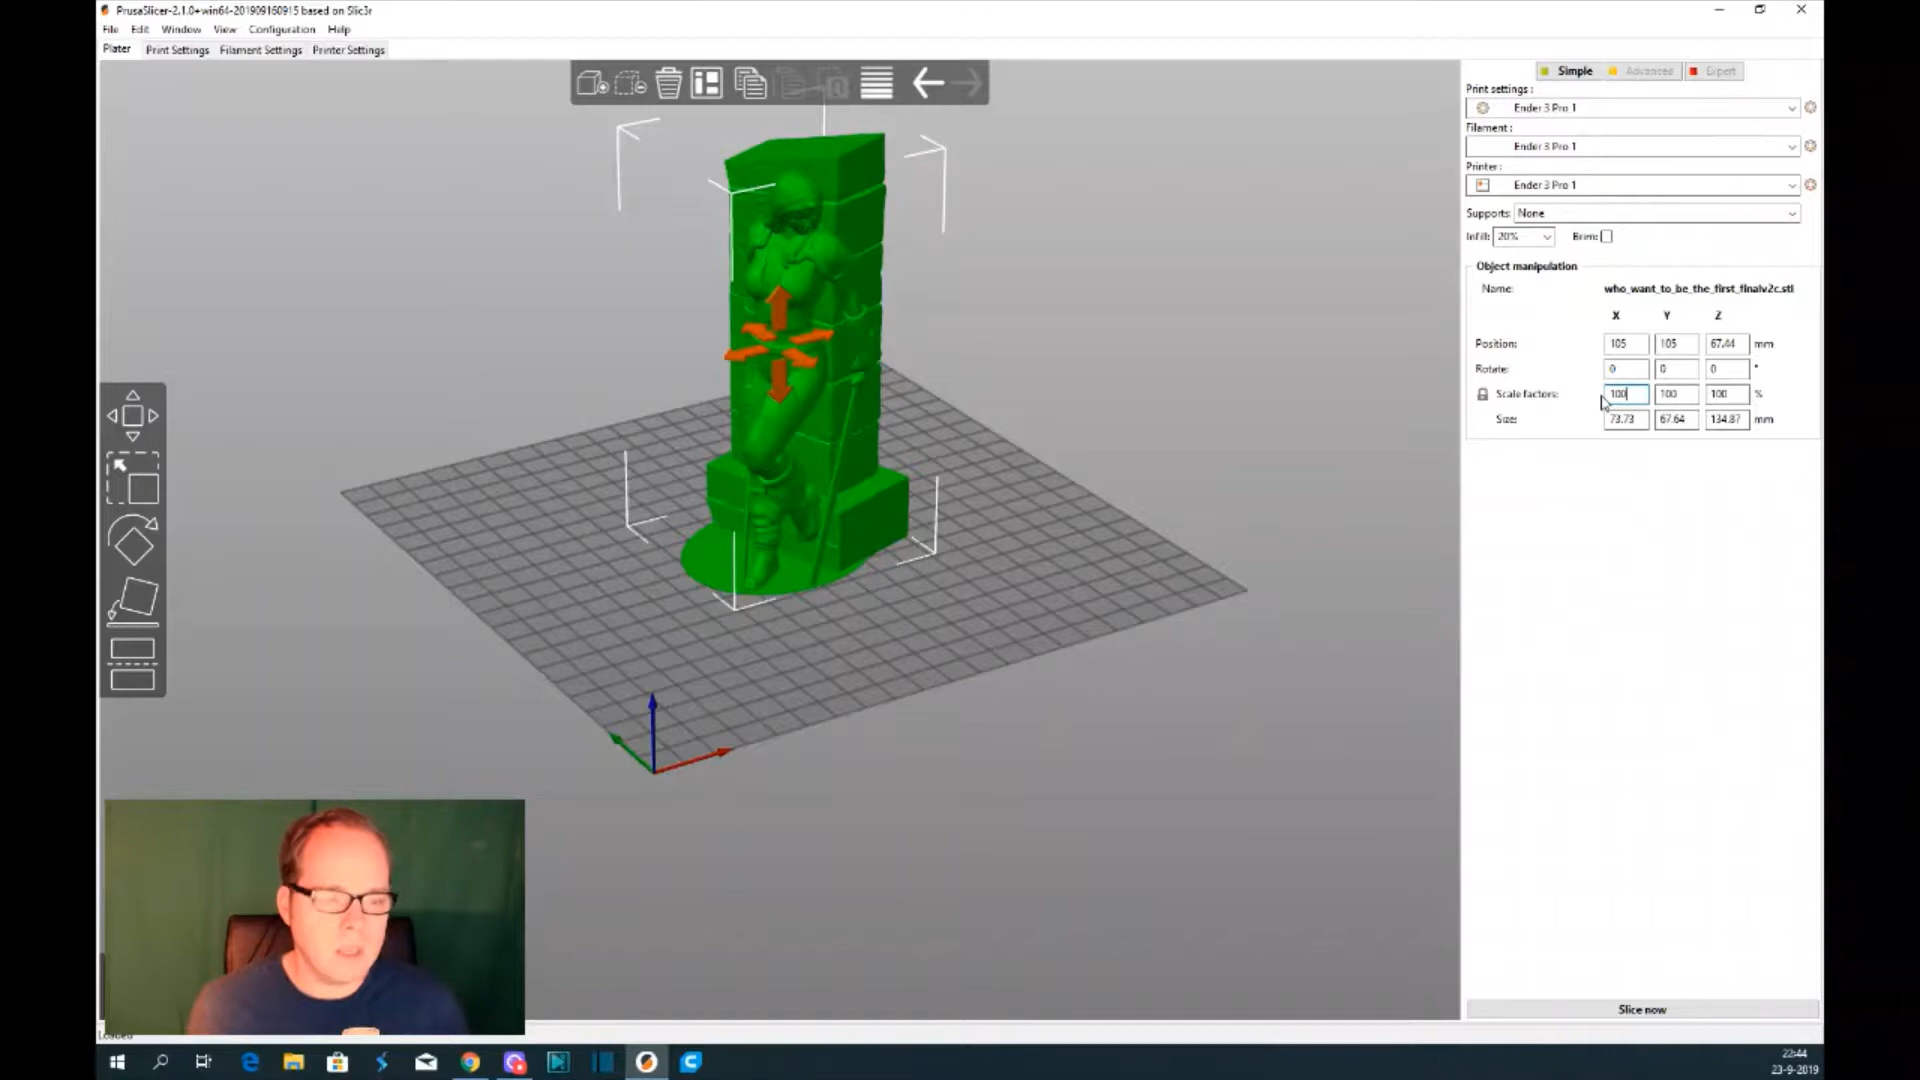 PrusaSlicer-2.1.0+win64-201909160915 based on Slic3r
File Edit Window View Configuration Help
Plater Print Settings Filament Settings Printer Settings
Simple Advanced Expert
Print settings :
Ender 3 Pro 1
Filament :
Ender 3 Pro 1
Printer :
Ender 3 Pro 1
Supports: None
Infill: 20% Brim:
Object manipulation
Name: who_want_to_be_the_first_finalv2c.stl
X Y Z
Position: 105 105 67.44 mm
Rotate: 0 0 0 °
Scale factors: 100 100 100 %
Size: 73.73 67.64 134.87 mm
Slice now
Loaded
22:44
23-9-2019